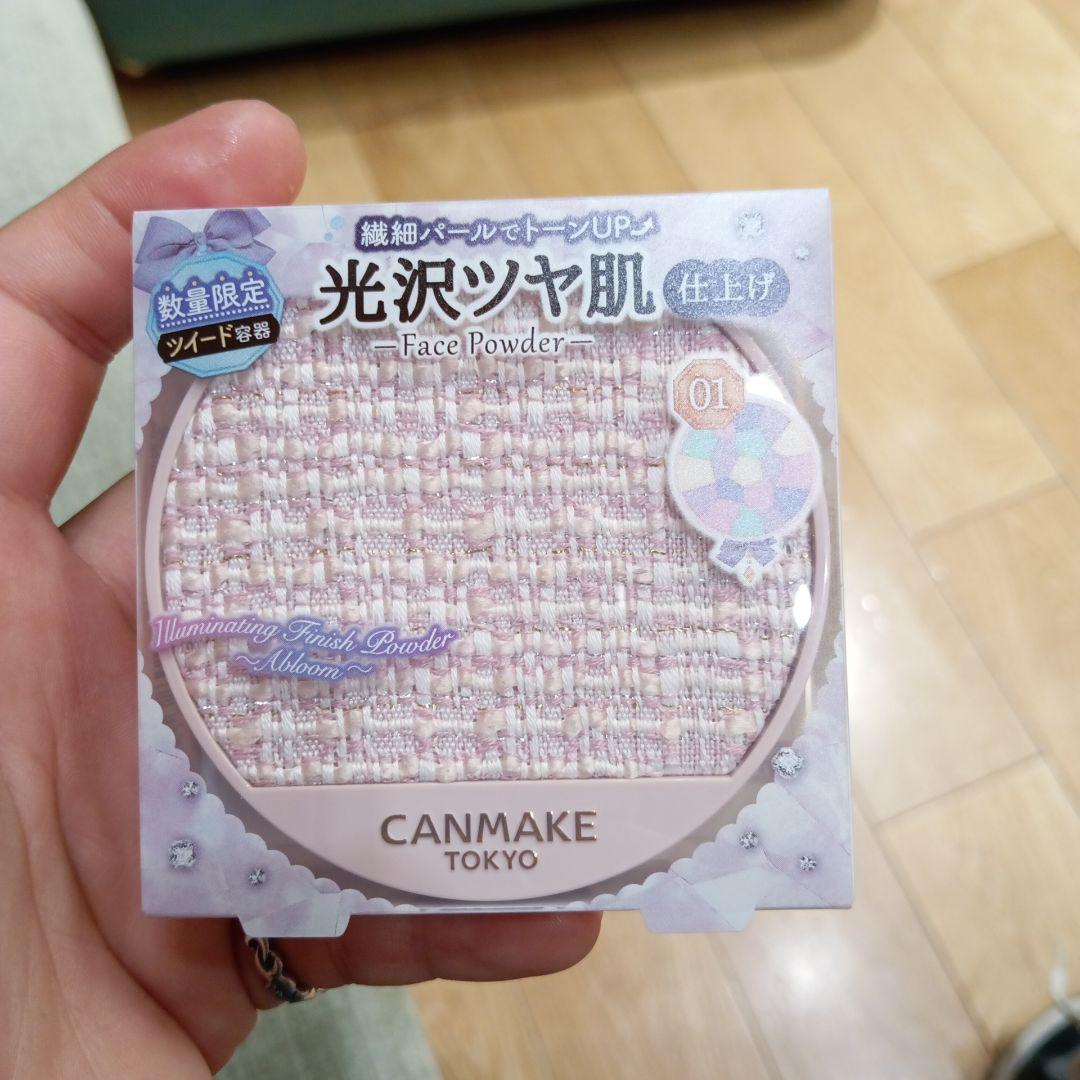 繊細パールでトーンUP⤴
光沢ツヤ肌 仕上げ
—Face Powder—
数量限定
ツイード容器
01
Illuminating Finish Powder
～Abloom～
CANMAKE
TOKYO